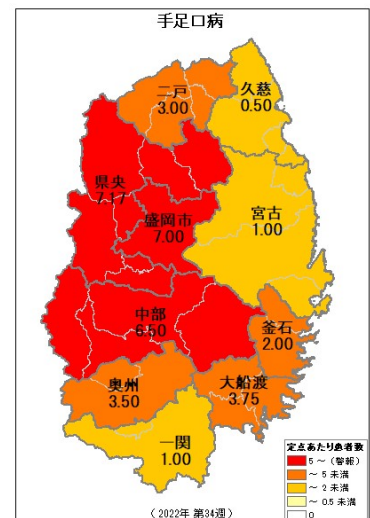 手足口病
二戸
3.00
久慈
0.50
県央
7.17
盛岡市
7.00
宮古
1.00
中部
6.50
釜石
2.00
奥州
3.50
大船渡
3.75
一関
1.00
定点あたり患者数
5 ～ (警報)
～ 5 未満
～ 2 未満
～ 0.5 未満
0
(2022年 第34週)